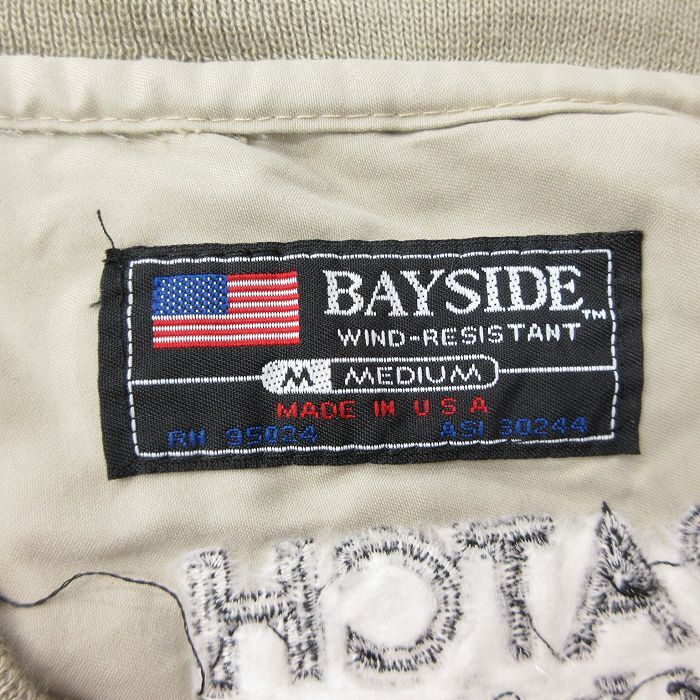 BAYSIDE™
WIND-RESISTANT
M MEDIUM
MADE IN U S A
RN 95024 ASI 30244